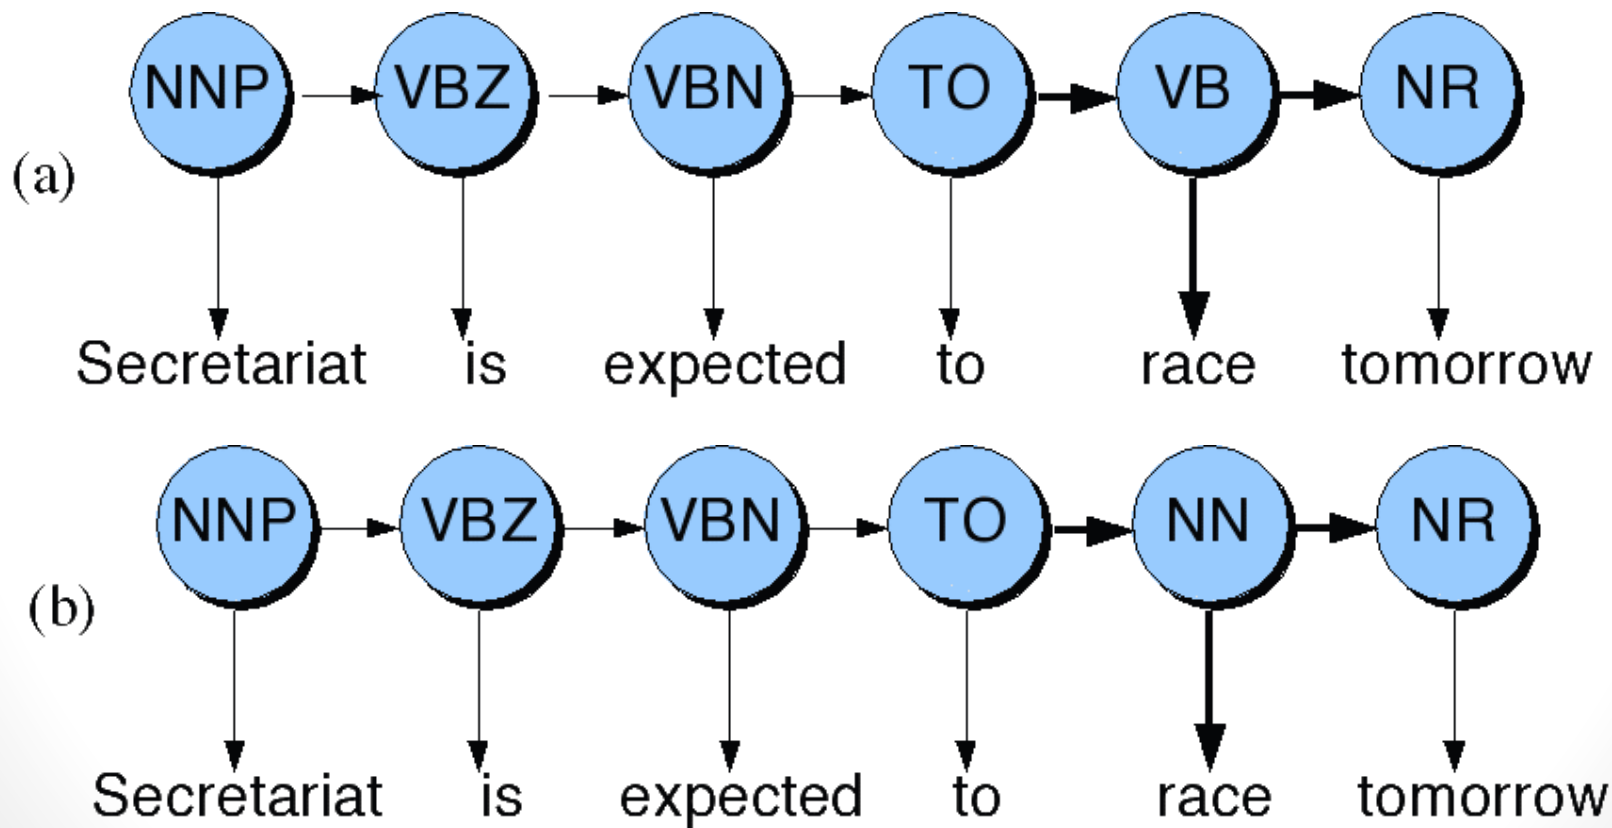 NNP VBZ VBN TO VB NR
(a)
Secretariat is expected to race tomorrow
NNP VBZ VBN TO NN NR
(b)
Secretariat is expected to race tomorrow